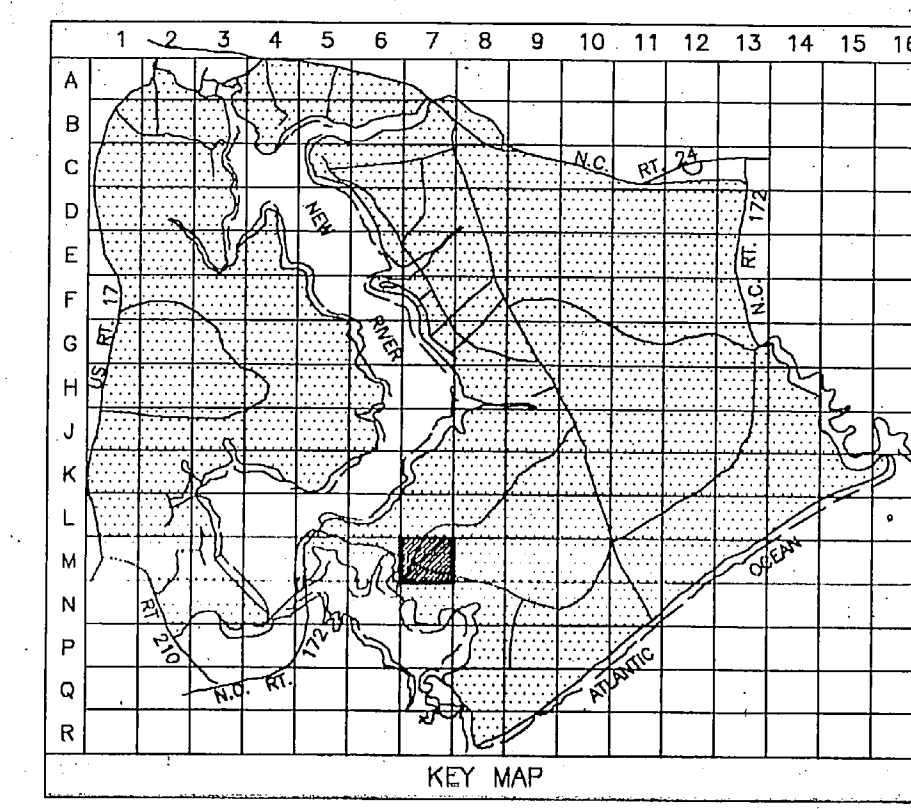 1 2 3 4 5 6 7 8 9 10 11 12 13 14 15 16
A
B
C
D
E
F
G
H
J
K
L
M
N
P
Q
R
N.C. RT. 24
N.C. RT. 172
NEW
RIVER
US RT. 17
RT 210
N.C. RT. 172
ATLANTIC
OCEAN
KEY MAP